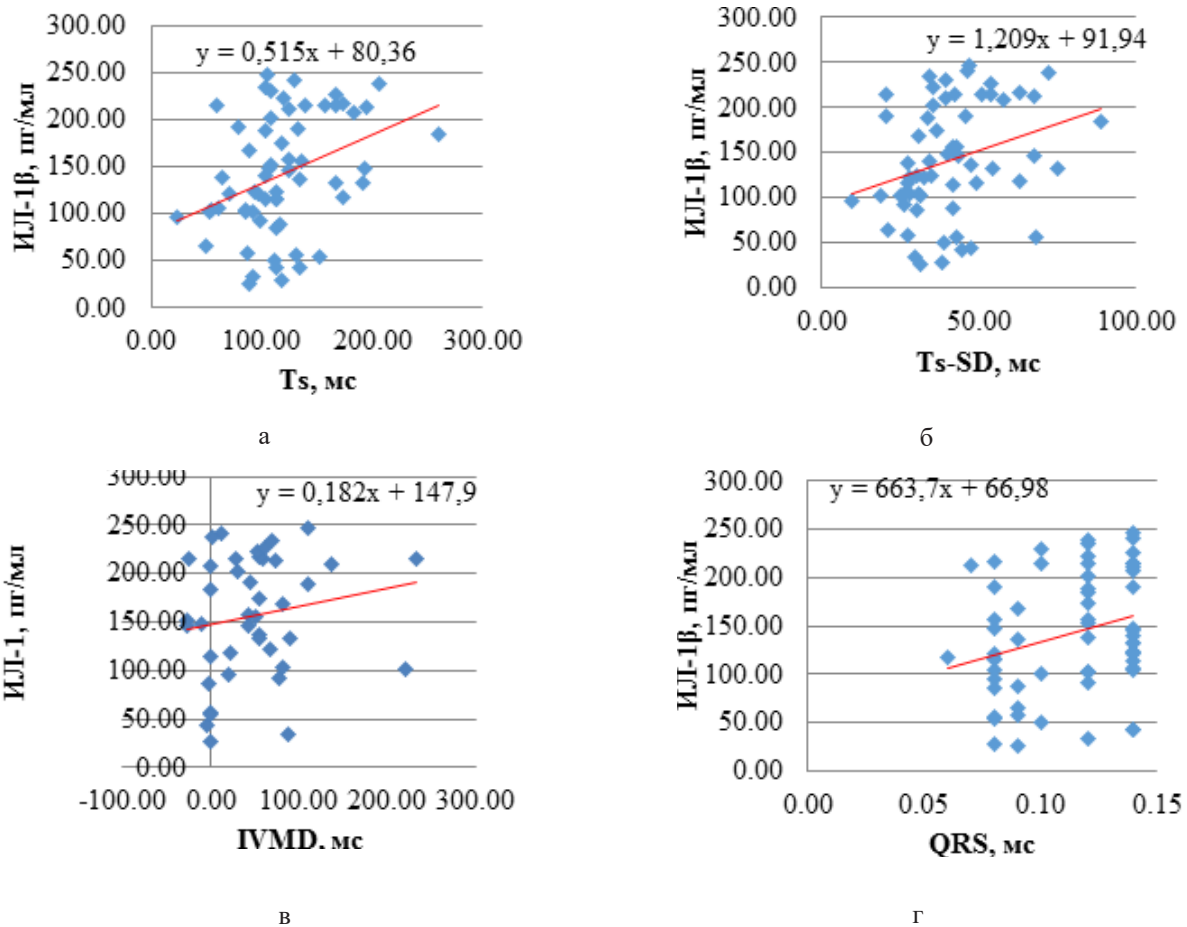 300.00
y = 0,515x + 80,36
250.00
200.00
150.00
100.00
50.00
0.00
ИЛ-1β, пг/мл
0.00 100.00 200.00 300.00
Ts, мс
а
300.00
y = 1,209x + 91,94
250.00
200.00
150.00
100.00
50.00
0.00
ИЛ-1β, пг/мл
0.00 50.00 100.00
Ts-SD, мс
б
300.00
y = 0,182x + 147,9
250.00
200.00
150.00
100.00
50.00
0.00
ИЛ-1, пг/мл
-100.00 0.00 100.00 200.00 300.00
IVMD, мс
в
300.00
y = 663,7x + 66,98
250.00
200.00
150.00
100.00
50.00
0.00
ИЛ-1β, пг/мл
0.00 0.05 0.10 0.15
QRS, мс
г